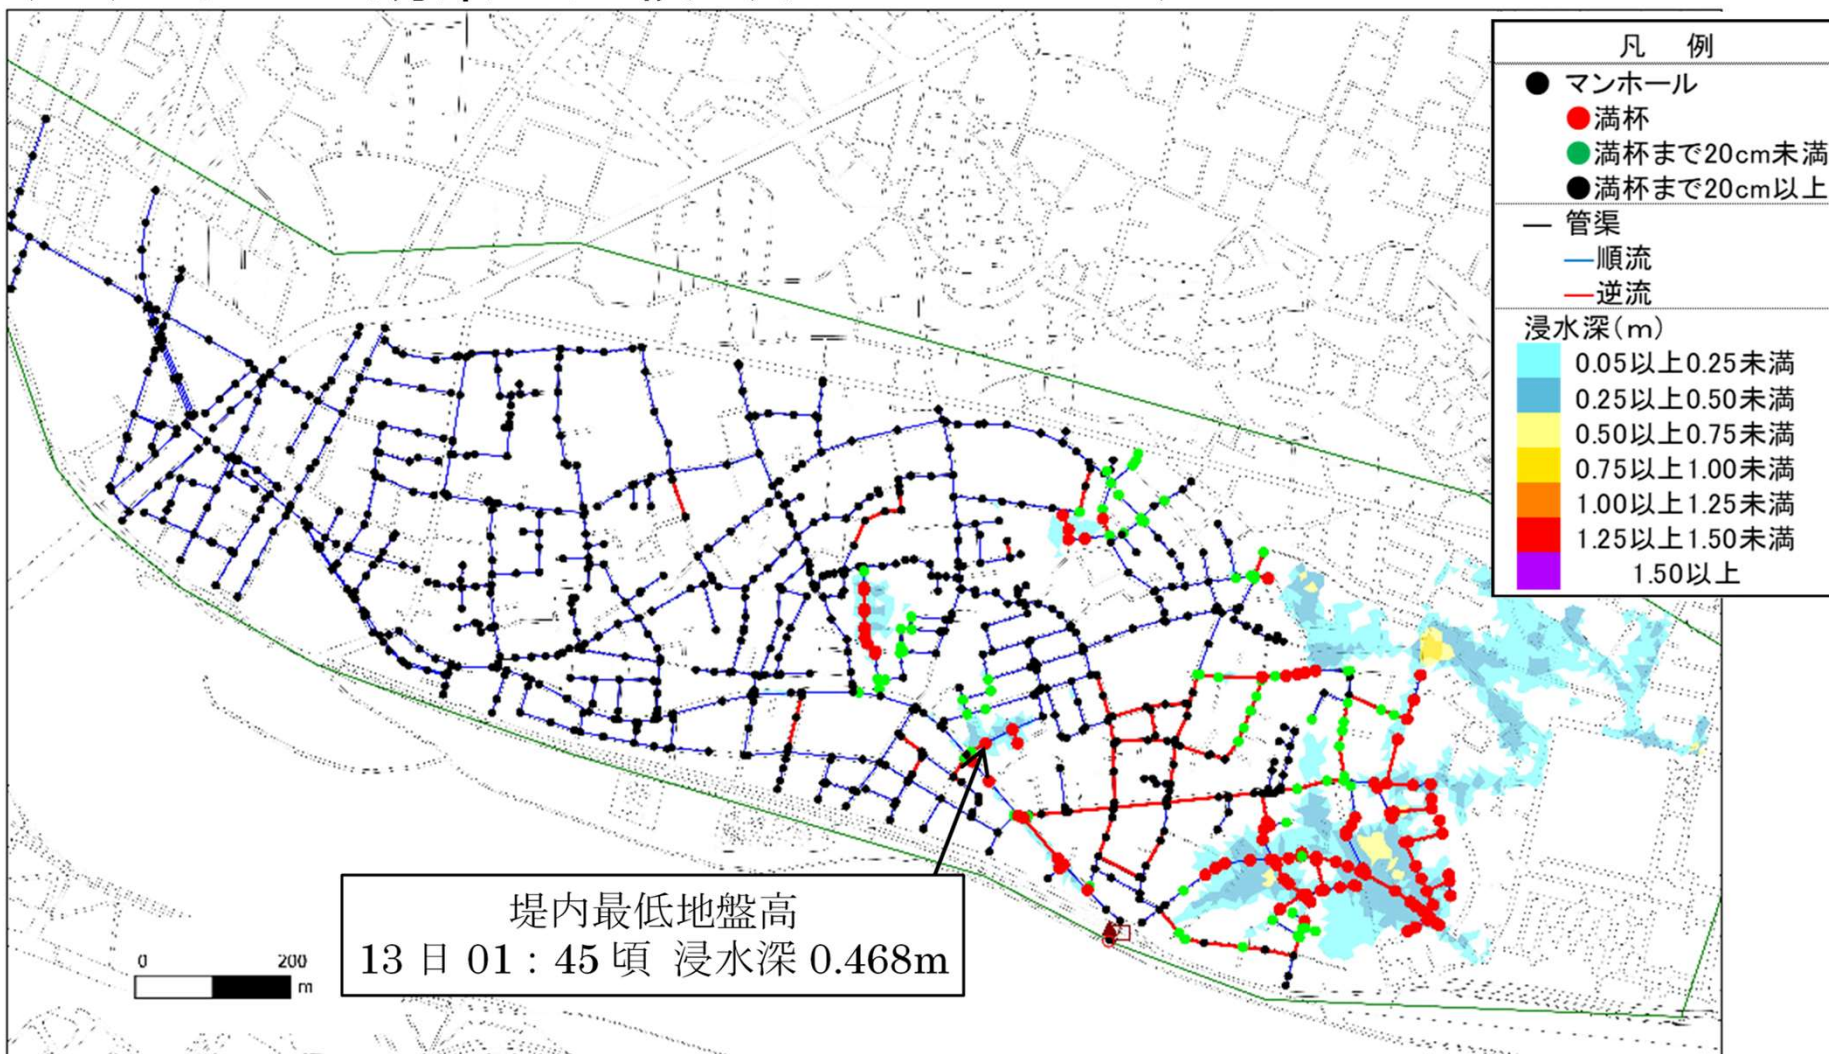 凡 例
マンホール
満杯
満杯まで20cm未満
満杯まで20cm以上
管渠
順流
逆流
浸水深(m)
0.05以上0.25未満
0.25以上0.50未満
0.50以上0.75未満
0.75以上1.00未満
1.00以上1.25未満
1.25以上1.50未満
1.50以上
堤内最低地盤高
13 日 01:45 頃 浸水深 0.468m
0 200
m